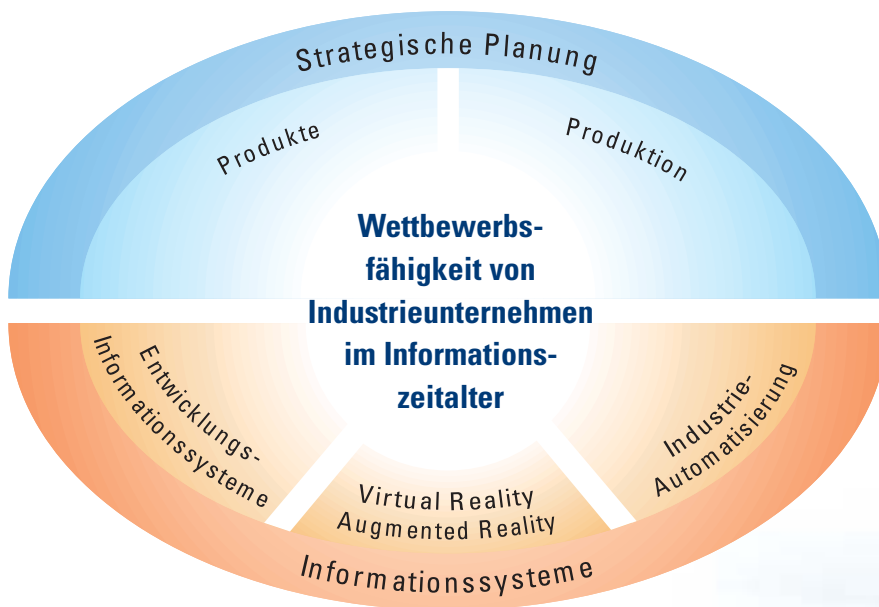 Strategische Planung
Produkte
Produktion
Wettbewerbs-
fähigkeit von
Industrieunternehmen
im Informations-
zeitalter
Entwicklungs-
Informationssysteme
Virtual Reality
Augmented Reality
Industrie-
Automatisierung
Informationssysteme